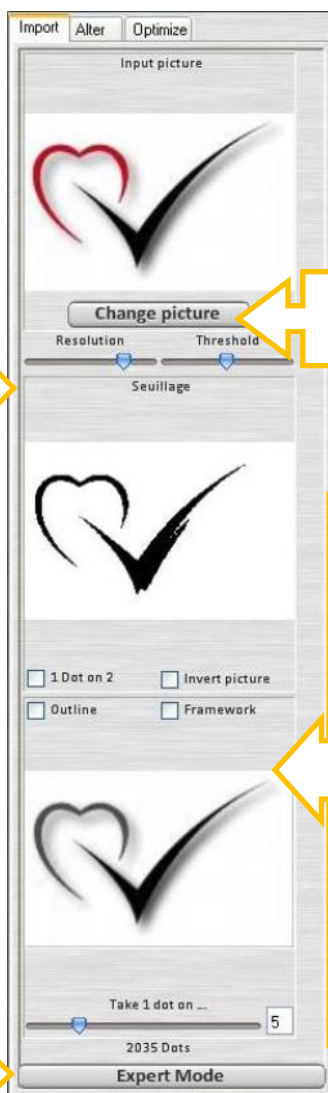 Import Alter Optimize
Input picture
Change picture
Resolution Threshold
Seuillage
1 Dot on 2 Invert picture
Outline Framework
Take 1 dot on ...
5
2035 Dots
Expert Mode